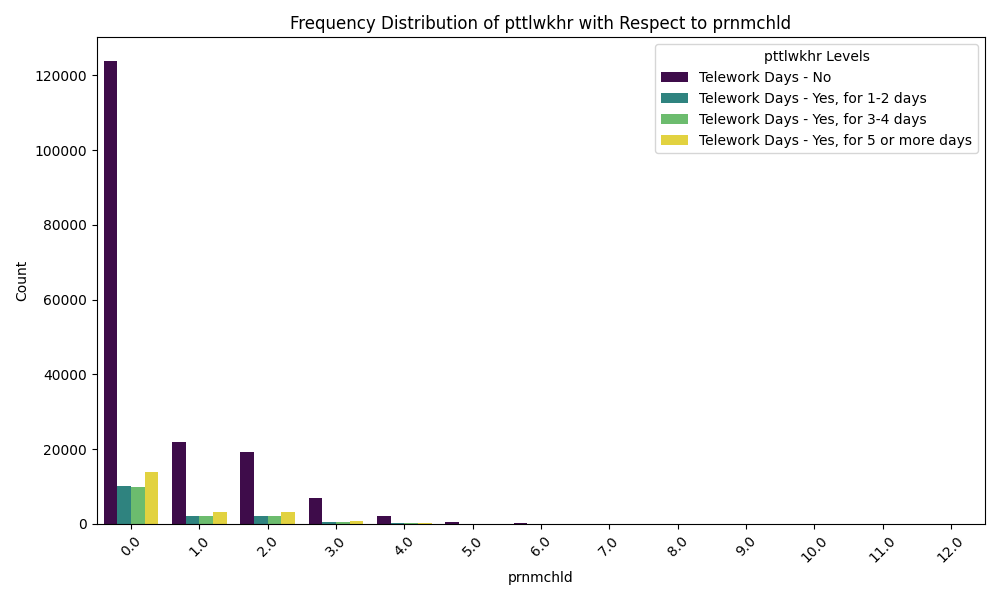 Frequency Distribution of pttlwkhr with Respect to prnmchld
pttlwkhr Levels
Telework Days - No
Telework Days - Yes, for 1-2 days
Telework Days - Yes, for 3-4 days
Telework Days - Yes, for 5 or more days
Count
120000
100000
80000
60000
40000
20000
0
0.0 1.0 2.0 3.0 4.0 5.0 6.0 7.0 8.0 9.0 10.0 11.0 12.0
prnmchld